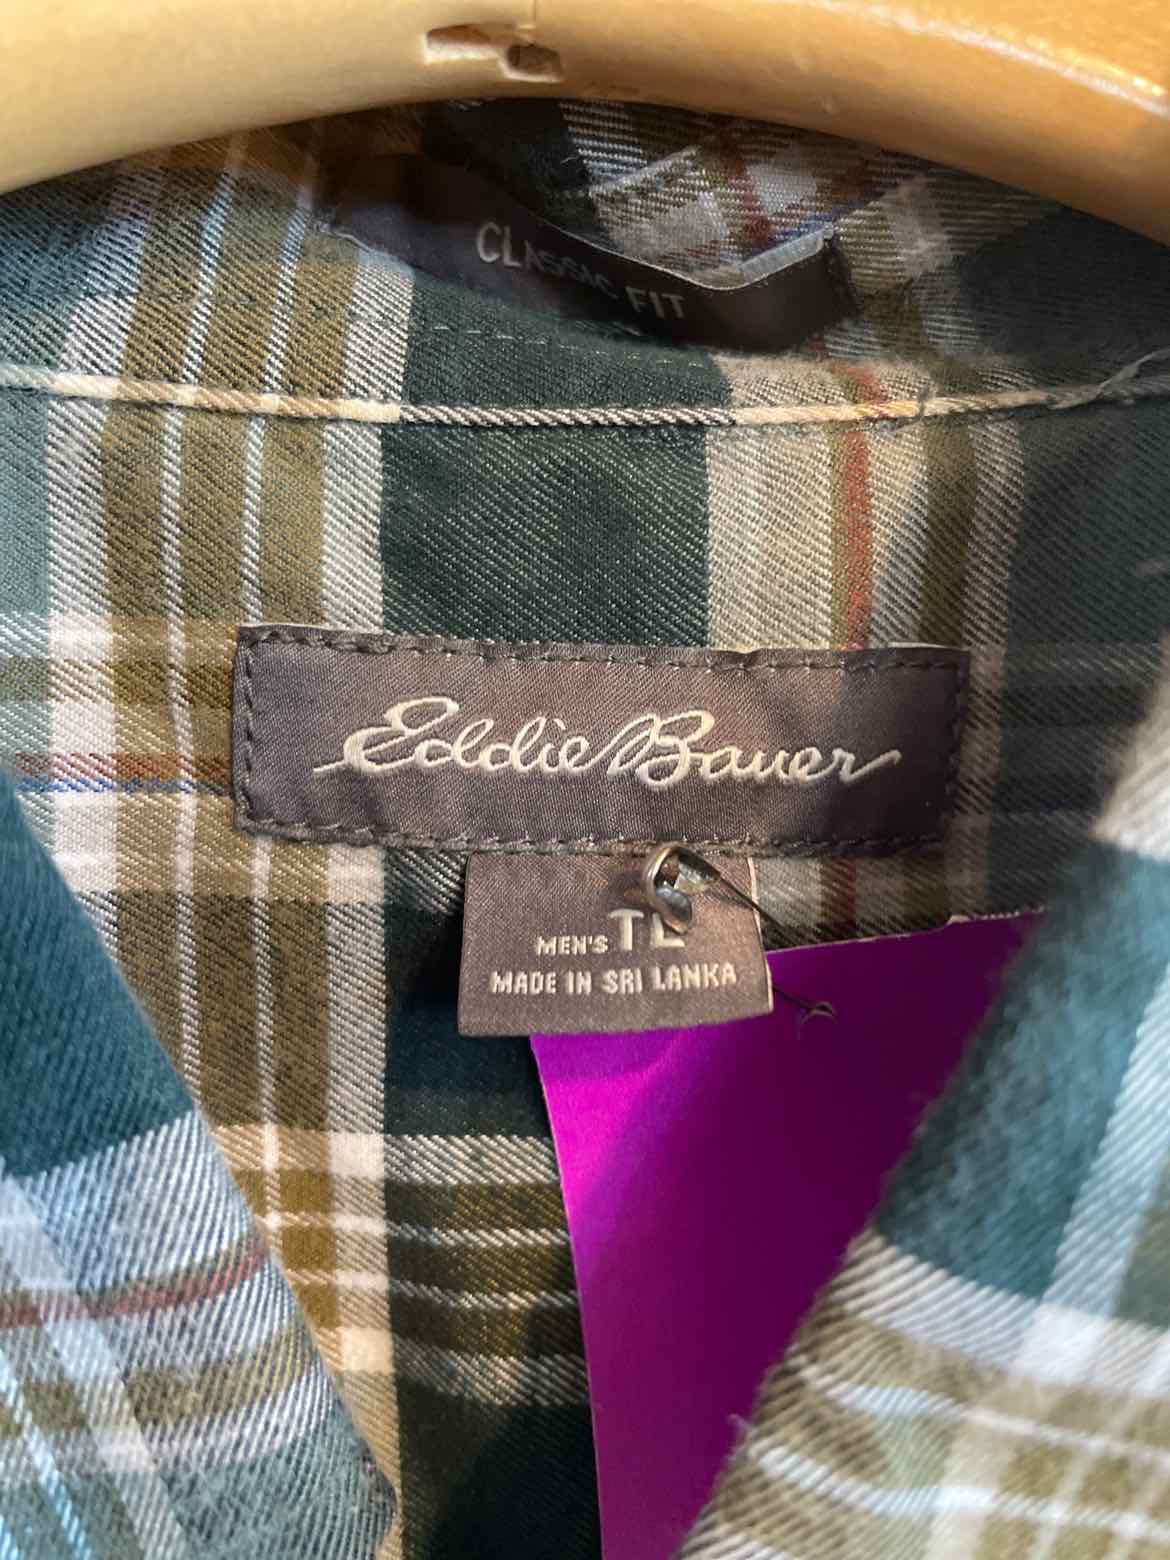 CLASSIC FIT
Eddie Bauer
MEN'S TL
MADE IN SRI LANKA